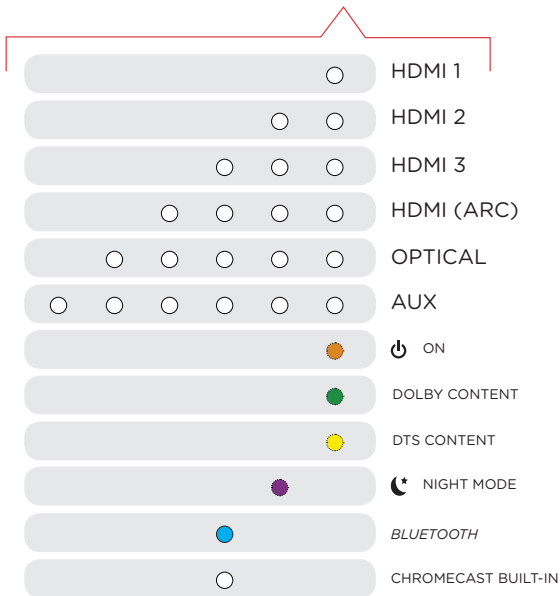 HDMI 1
HDMI 2
HDMI 3
HDMI (ARC)
OPTICAL
AUX
ON
DOLBY CONTENT
DTS CONTENT
NIGHT MODE
BLUETOOTH
CHROMECAST BUILT-IN